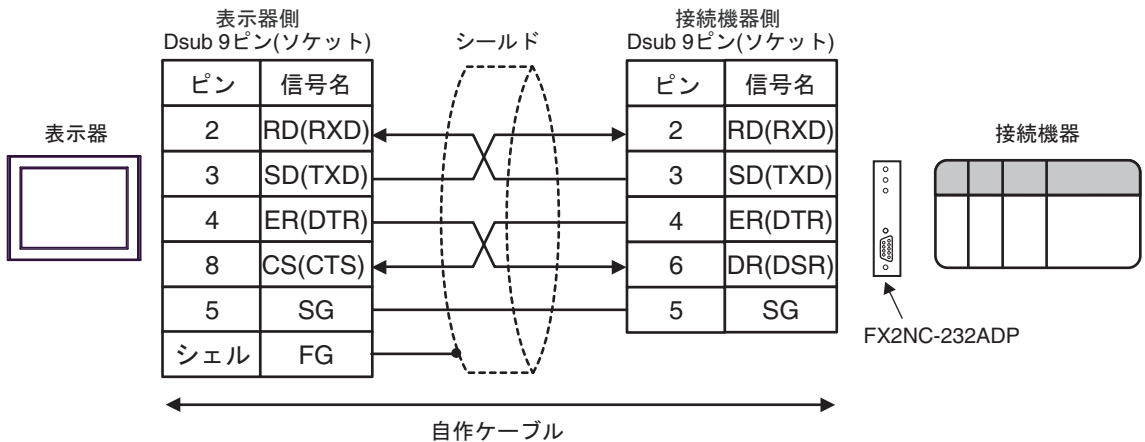 表示器側
Dsub 9ピン(ソケット)
シールド
接続機器側
Dsub 9ピン(ソケット)
表示器
ピン 信号名
2 RD(RXD)
3 SD(TXD)
4 ER(DTR)
8 CS(CTS)
5 SG
シェル FG
ピン 信号名
2 RD(RXD)
3 SD(TXD)
4 ER(DTR)
6 DR(DSR)
5 SG
接続機器
FX2NC-232ADP
自作ケーブル